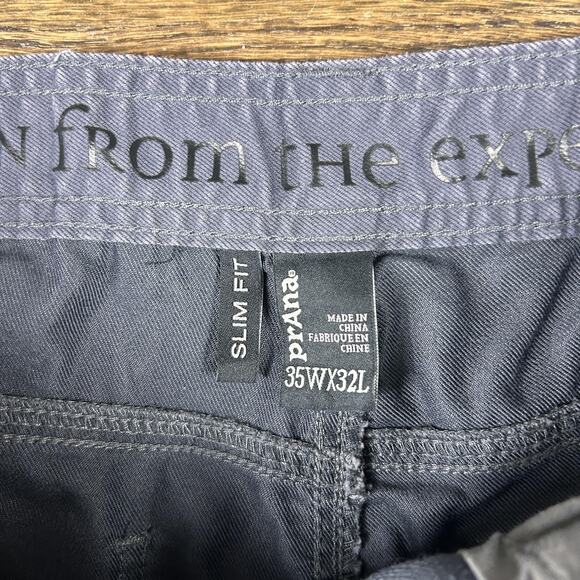 N fROm tHe expe
SLIM FIT
prAna®
MADE IN
CHINA
FABRIQUE EN
CHINE
35WX32L